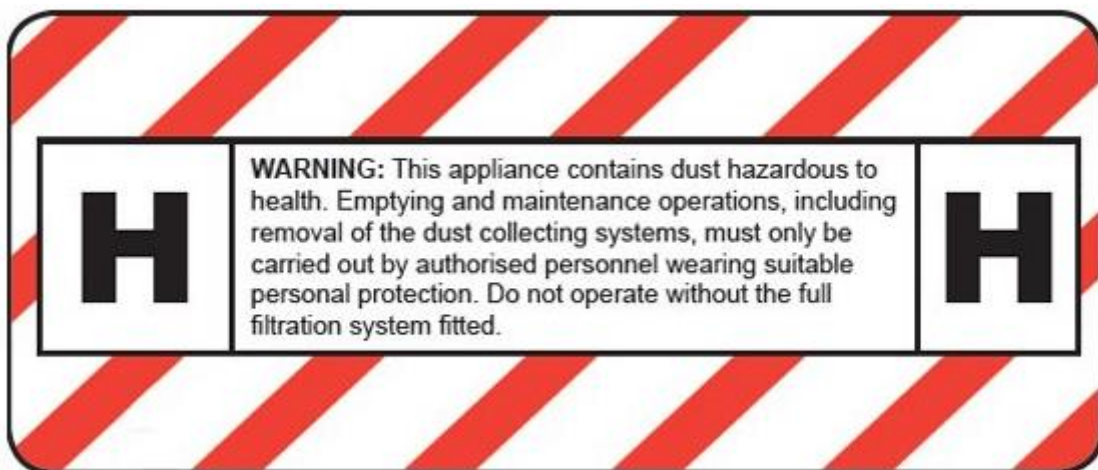 H
WARNING: This appliance contains dust hazardous to
health. Emptying and maintenance operations, including
removal of the dust collecting systems, must only be
carried out by authorised personnel wearing suitable
personal protection. Do not operate without the full
filtration system fitted.
H